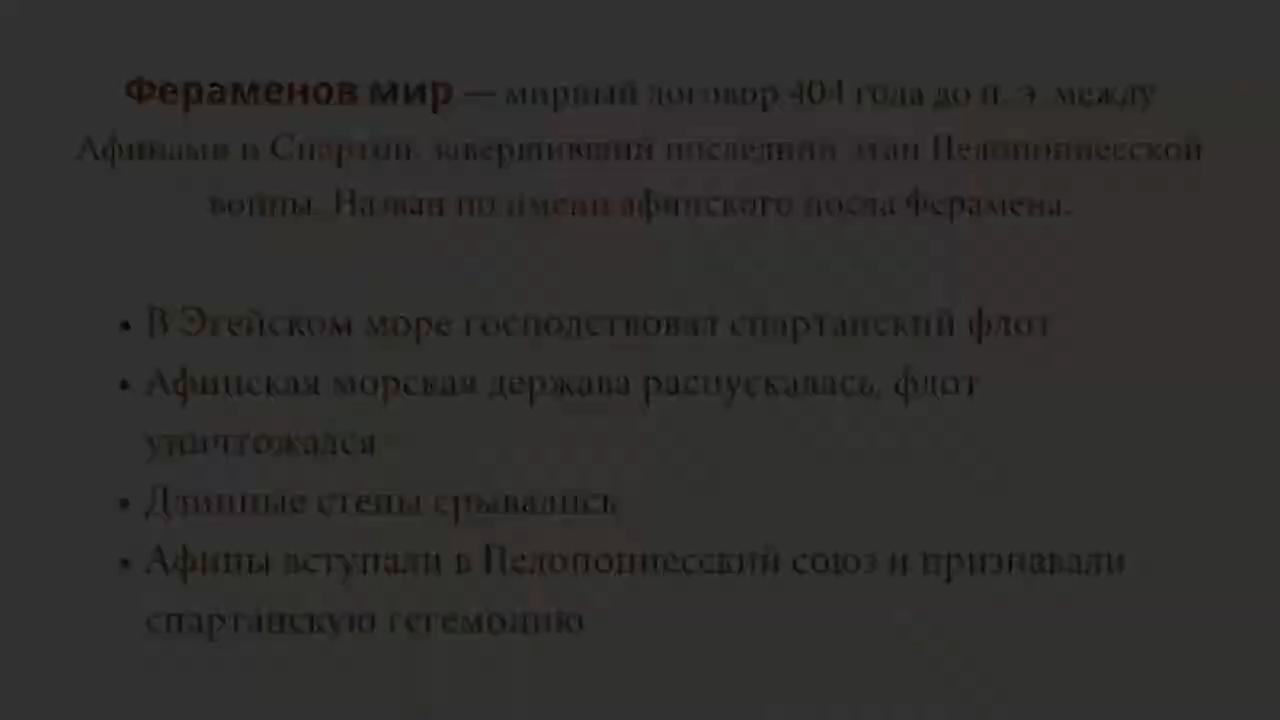 Фераменов мир — мирный договор 404 года до н. э. между
Афинами и Спартой, завершивший последний этап Пелопоннесской
войны. Назван по имени афинского посла Ферамена.
• В Эгейском море господствовал спартанский флот
• Афинская морская держава распускалась, флот
уничтожался
• Длинные стены срывались
• Афины вступали в Пелопоннесский союз и признавали
спартанскую гегемонию